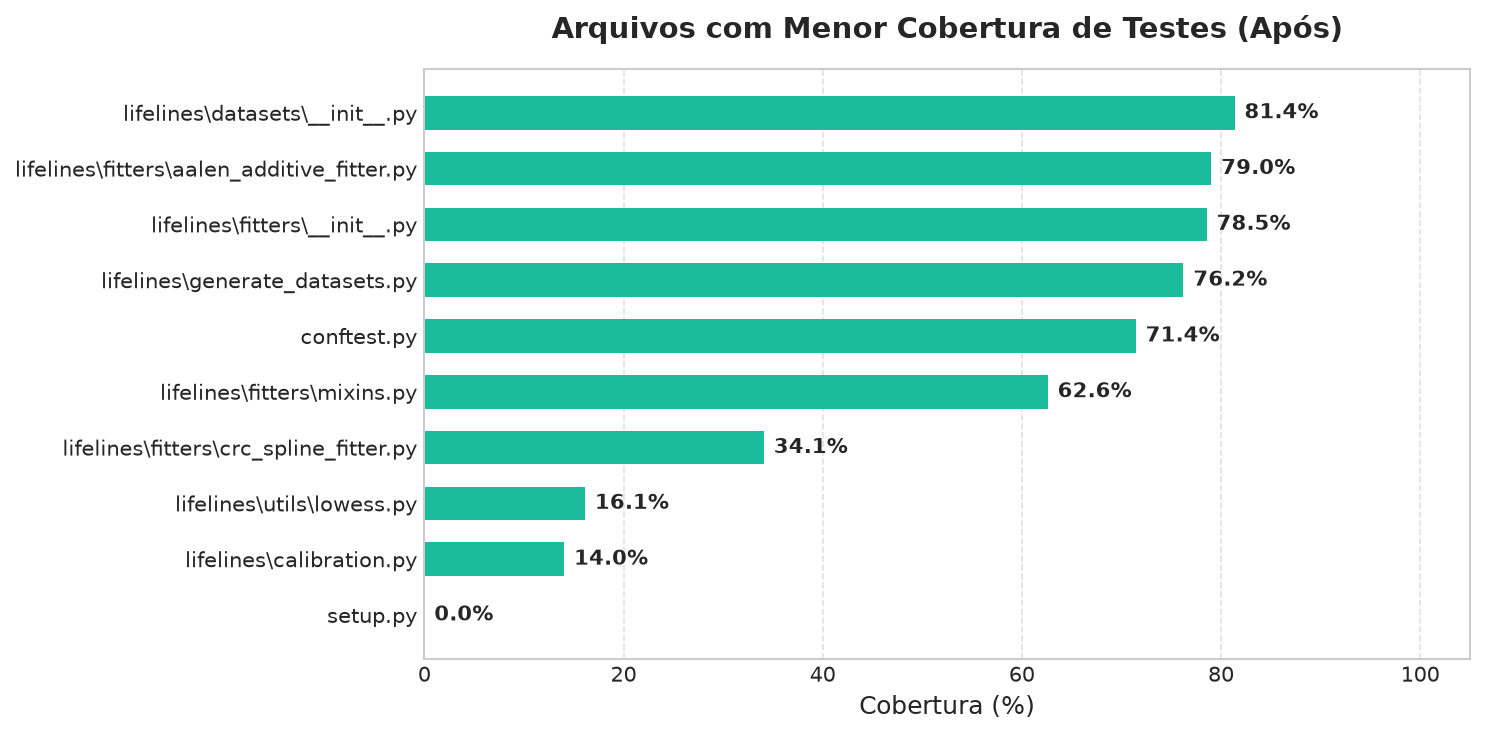 Arquivos com Menor Cobertura de Testes (Após)
lifelines\datasets\__init__.py 81.4%
lifelines\fitters\aalen_additive_fitter.py 79.0%
lifelines\fitters\__init__.py 78.5%
lifelines\generate_datasets.py 76.2%
conftest.py 71.4%
lifelines\fitters\mixins.py 62.6%
lifelines\fitters\crc_spline_fitter.py 34.1%
lifelines\utils\lowess.py 16.1%
lifelines\calibration.py 14.0%
setup.py 0.0%
0 20 40 60 80 100
Cobertura (%)